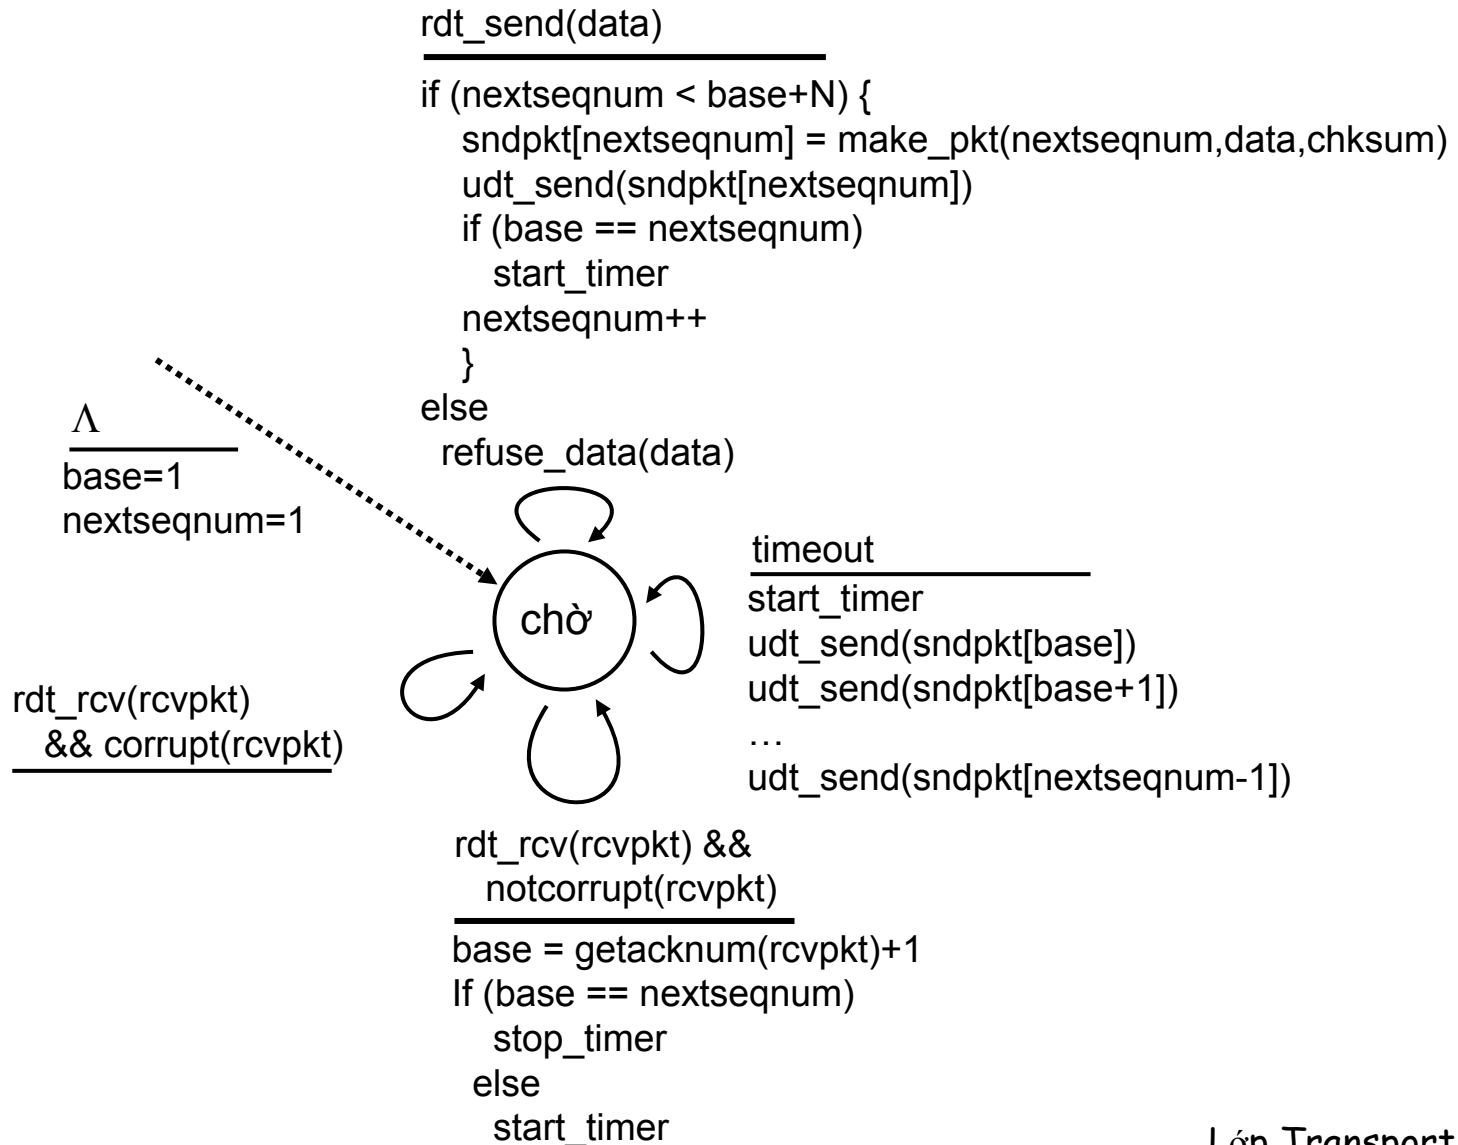 rdt_send(data)
if (nextseqnum < base+N) {
sndpkt[nextseqnum] = make_pkt(nextseqnum,data,chksum)
udt_send(sndpkt[nextseqnum])
if (base == nextseqnum)
start_timer
nextseqnum++
}
else
refuse_data(data)
Λ
base=1
nextseqnum=1
chờ
timeout
start_timer
udt_send(sndpkt[base])
udt_send(sndpkt[base+1])
…
udt_send(sndpkt[nextseqnum-1])
rdt_rcv(rcvpkt)
&& corrupt(rcvpkt)
rdt_rcv(rcvpkt) &&
notcorrupt(rcvpkt)
base = getacknum(rcvpkt)+1
If (base == nextseqnum)
stop_timer
else
start_timer
Lớp Transport